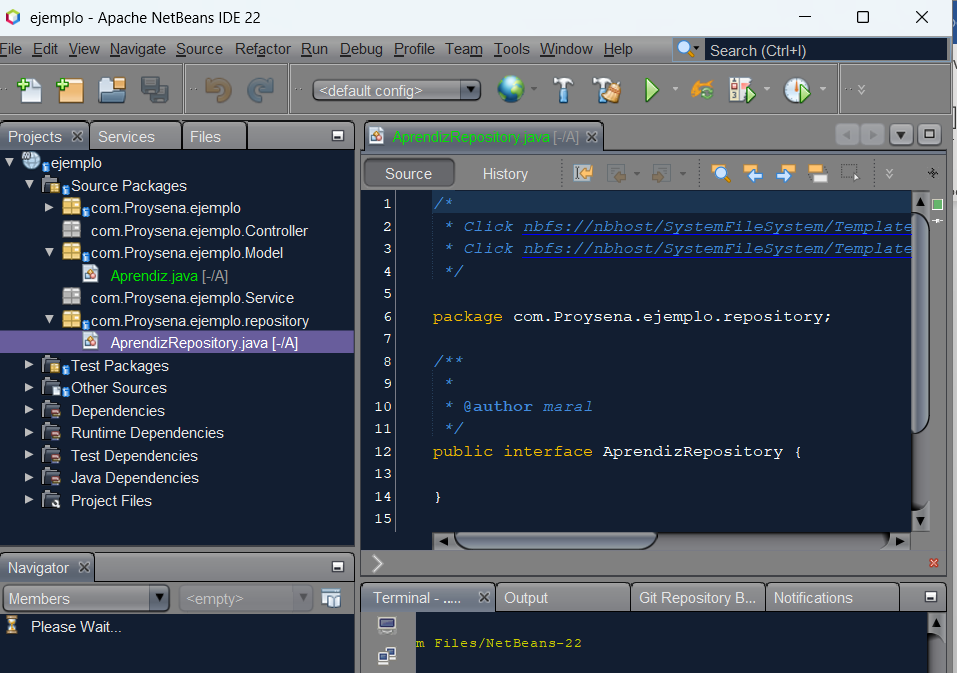 ejemplo - Apache NetBeans IDE 22
File Edit View Navigate Source Refactor Run Debug Profile Team Tools Window Help
Search (Ctrl+I)
<default config>
Projects
Services
Files
ejemplo
Source Packages
com.Proysena.ejemplo
com.Proysena.ejemplo.Controller
com.Proysena.ejemplo.Model
Aprendiz.java [-/A]
com.Proysena.ejemplo.Service
com.Proysena.ejemplo.repository
AprendizRepository.java [-/A]
Test Packages
Other Sources
Dependencies
Runtime Dependencies
Test Dependencies
Java Dependencies
Project Files
Navigator
Members
<empty>
Please Wait...
AprendizRepository.java [-/A]
Source
History
1 /*
2 * Click nbfs://nbhost/SystemFileSystem/Template
3 * Click nbfs://nbhost/SystemFileSystem/Template
4 */
5
6 package com.Proysena.ejemplo.repository;
7
8 /**
9 *
10 * @author maral
11 */
12 public interface AprendizRepository {
13
14 }
15
Terminal - .....
Output
Git Repository B...
Notifications
m Files/NetBeans-22